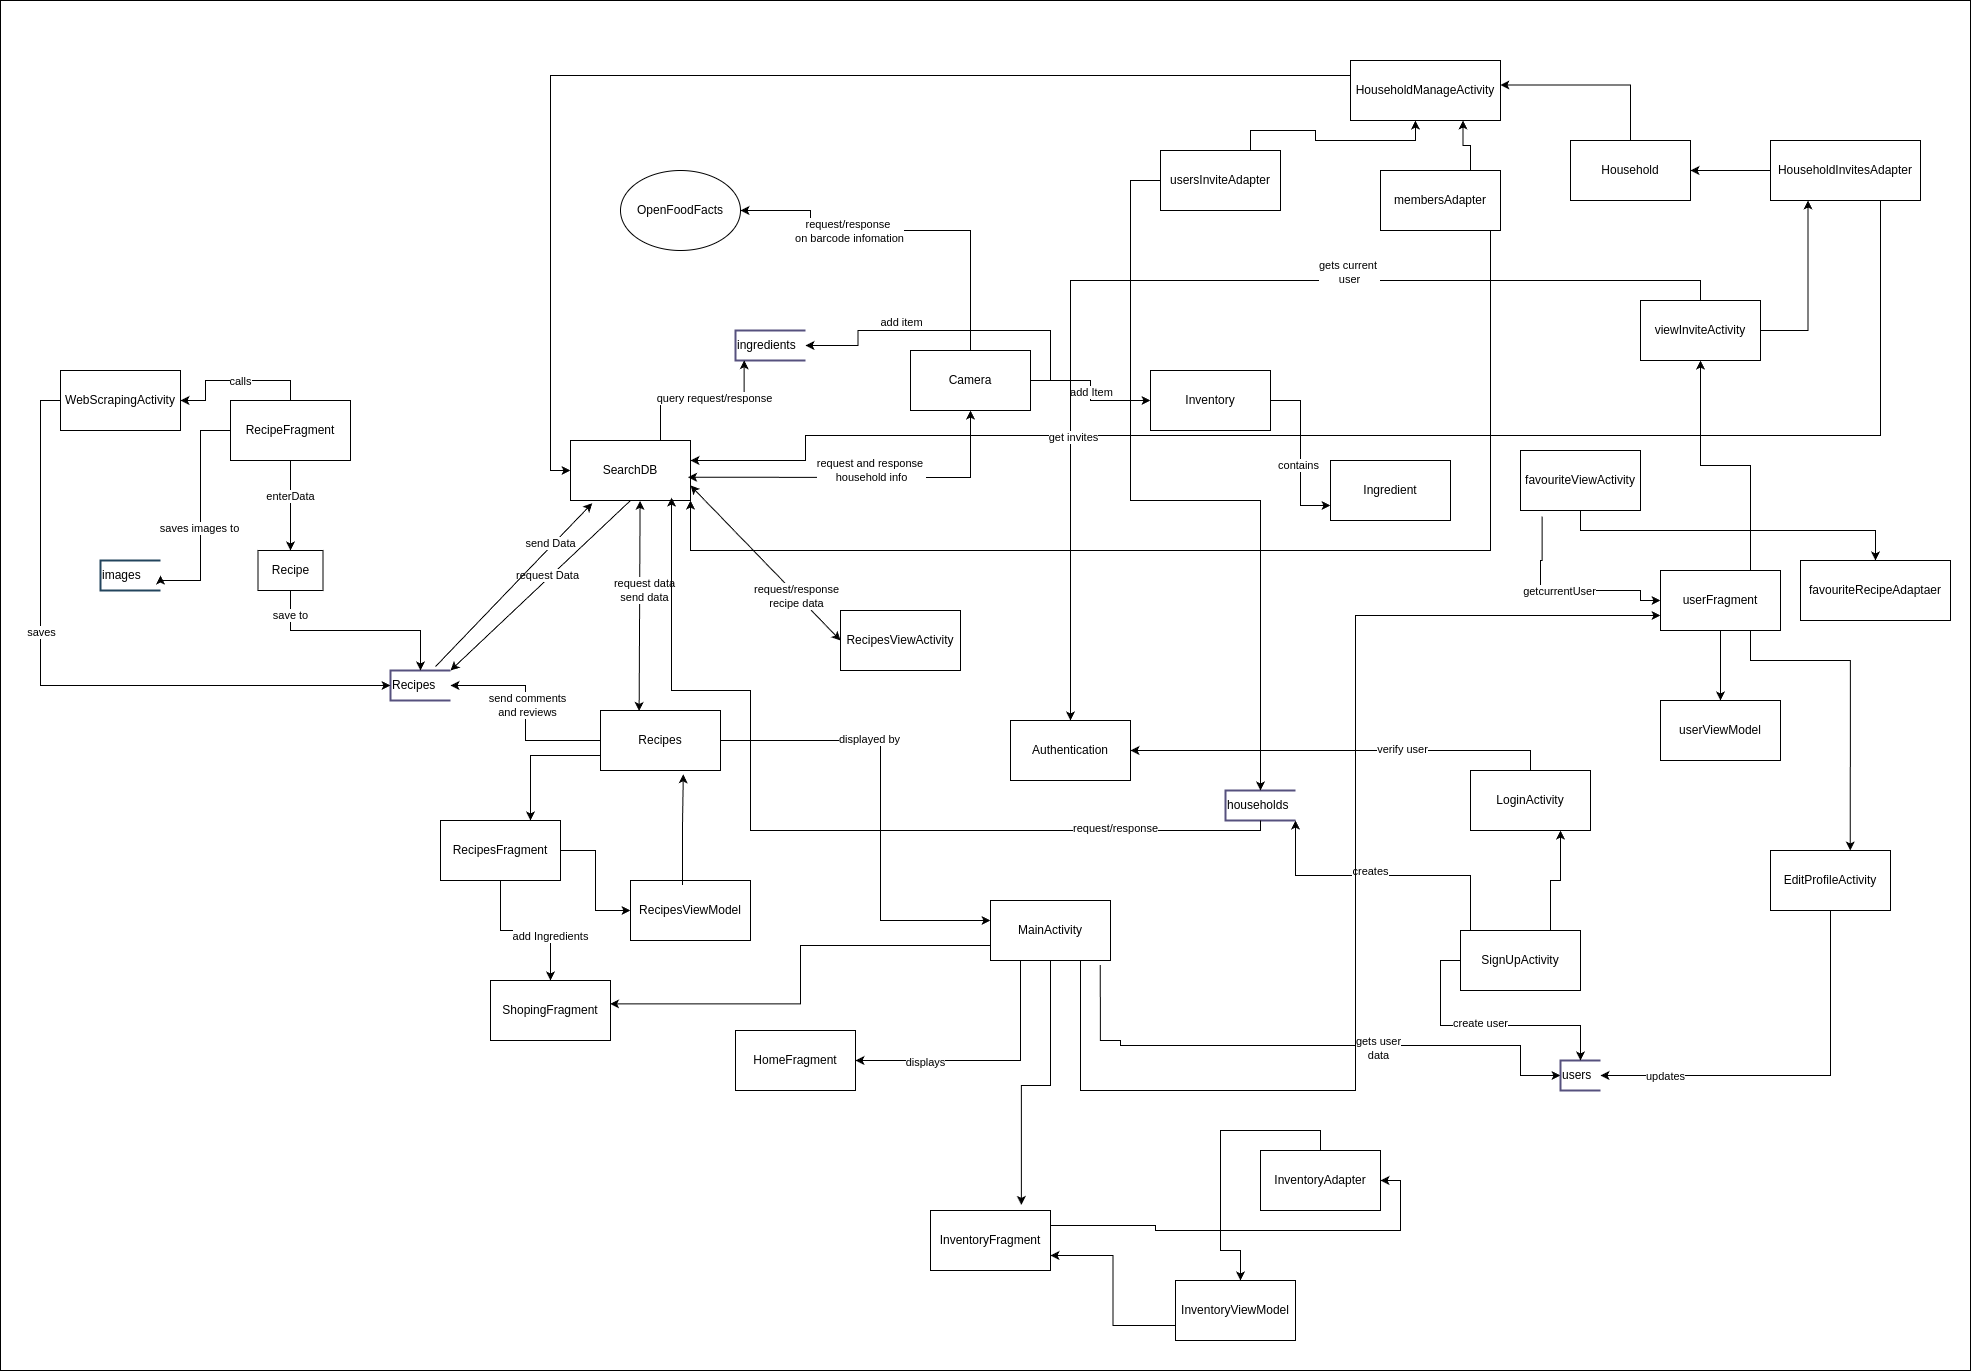 HouseholdManageActivity
usersInviteAdapter
membersAdapter
Household
HouseholdInvitesAdapter
OpenFoodFacts
request/response
on barcode infomation
gets current
user
viewInviteActivity
add item
ingredients
Camera
add Item
Inventory
WebScrapingActivity
calls
RecipeFragment
query request/response
get invites
SearchDB
request and response
household info
contains
Ingredient
favouriteViewActivity
enterData
saves images to
send Data
request Data
images
Recipe
request data
send data
request/response
recipe data
getcurrentUser
userFragment
favouriteRecipeAdaptaer
save to
saves
RecipesViewActivity
Recipes
send comments
and reviews
Recipes
displayed by
Authentication
verify user
userViewModel
LoginActivity
households
request/response
RecipesFragment
creates
EditProfileActivity
RecipesViewModel
MainActivity
add Ingredients
SignUpActivity
ShopingFragment
create user
gets user
data
HomeFragment
displays
users
updates
InventoryAdapter
InventoryFragment
InventoryViewModel